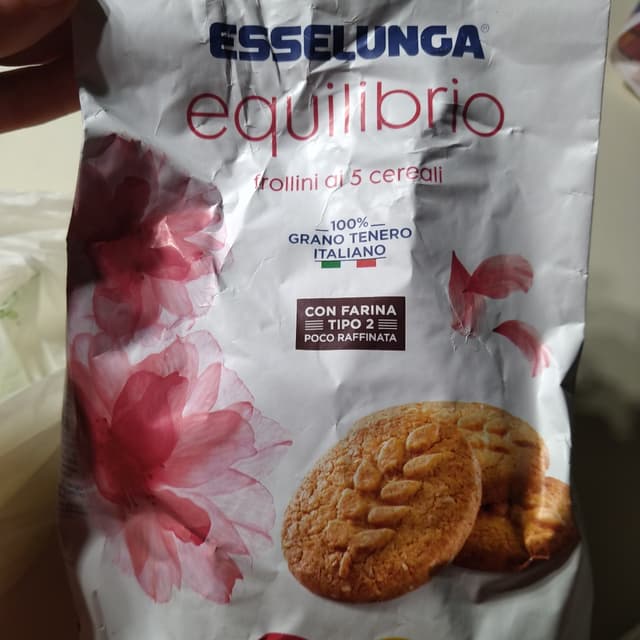 ESSELUNGA®
equilibrio
frollini ai 5 cereali
100%
GRANO TENERO
ITALIANO
CON FARINA
TIPO 2
POCO RAFFINATA